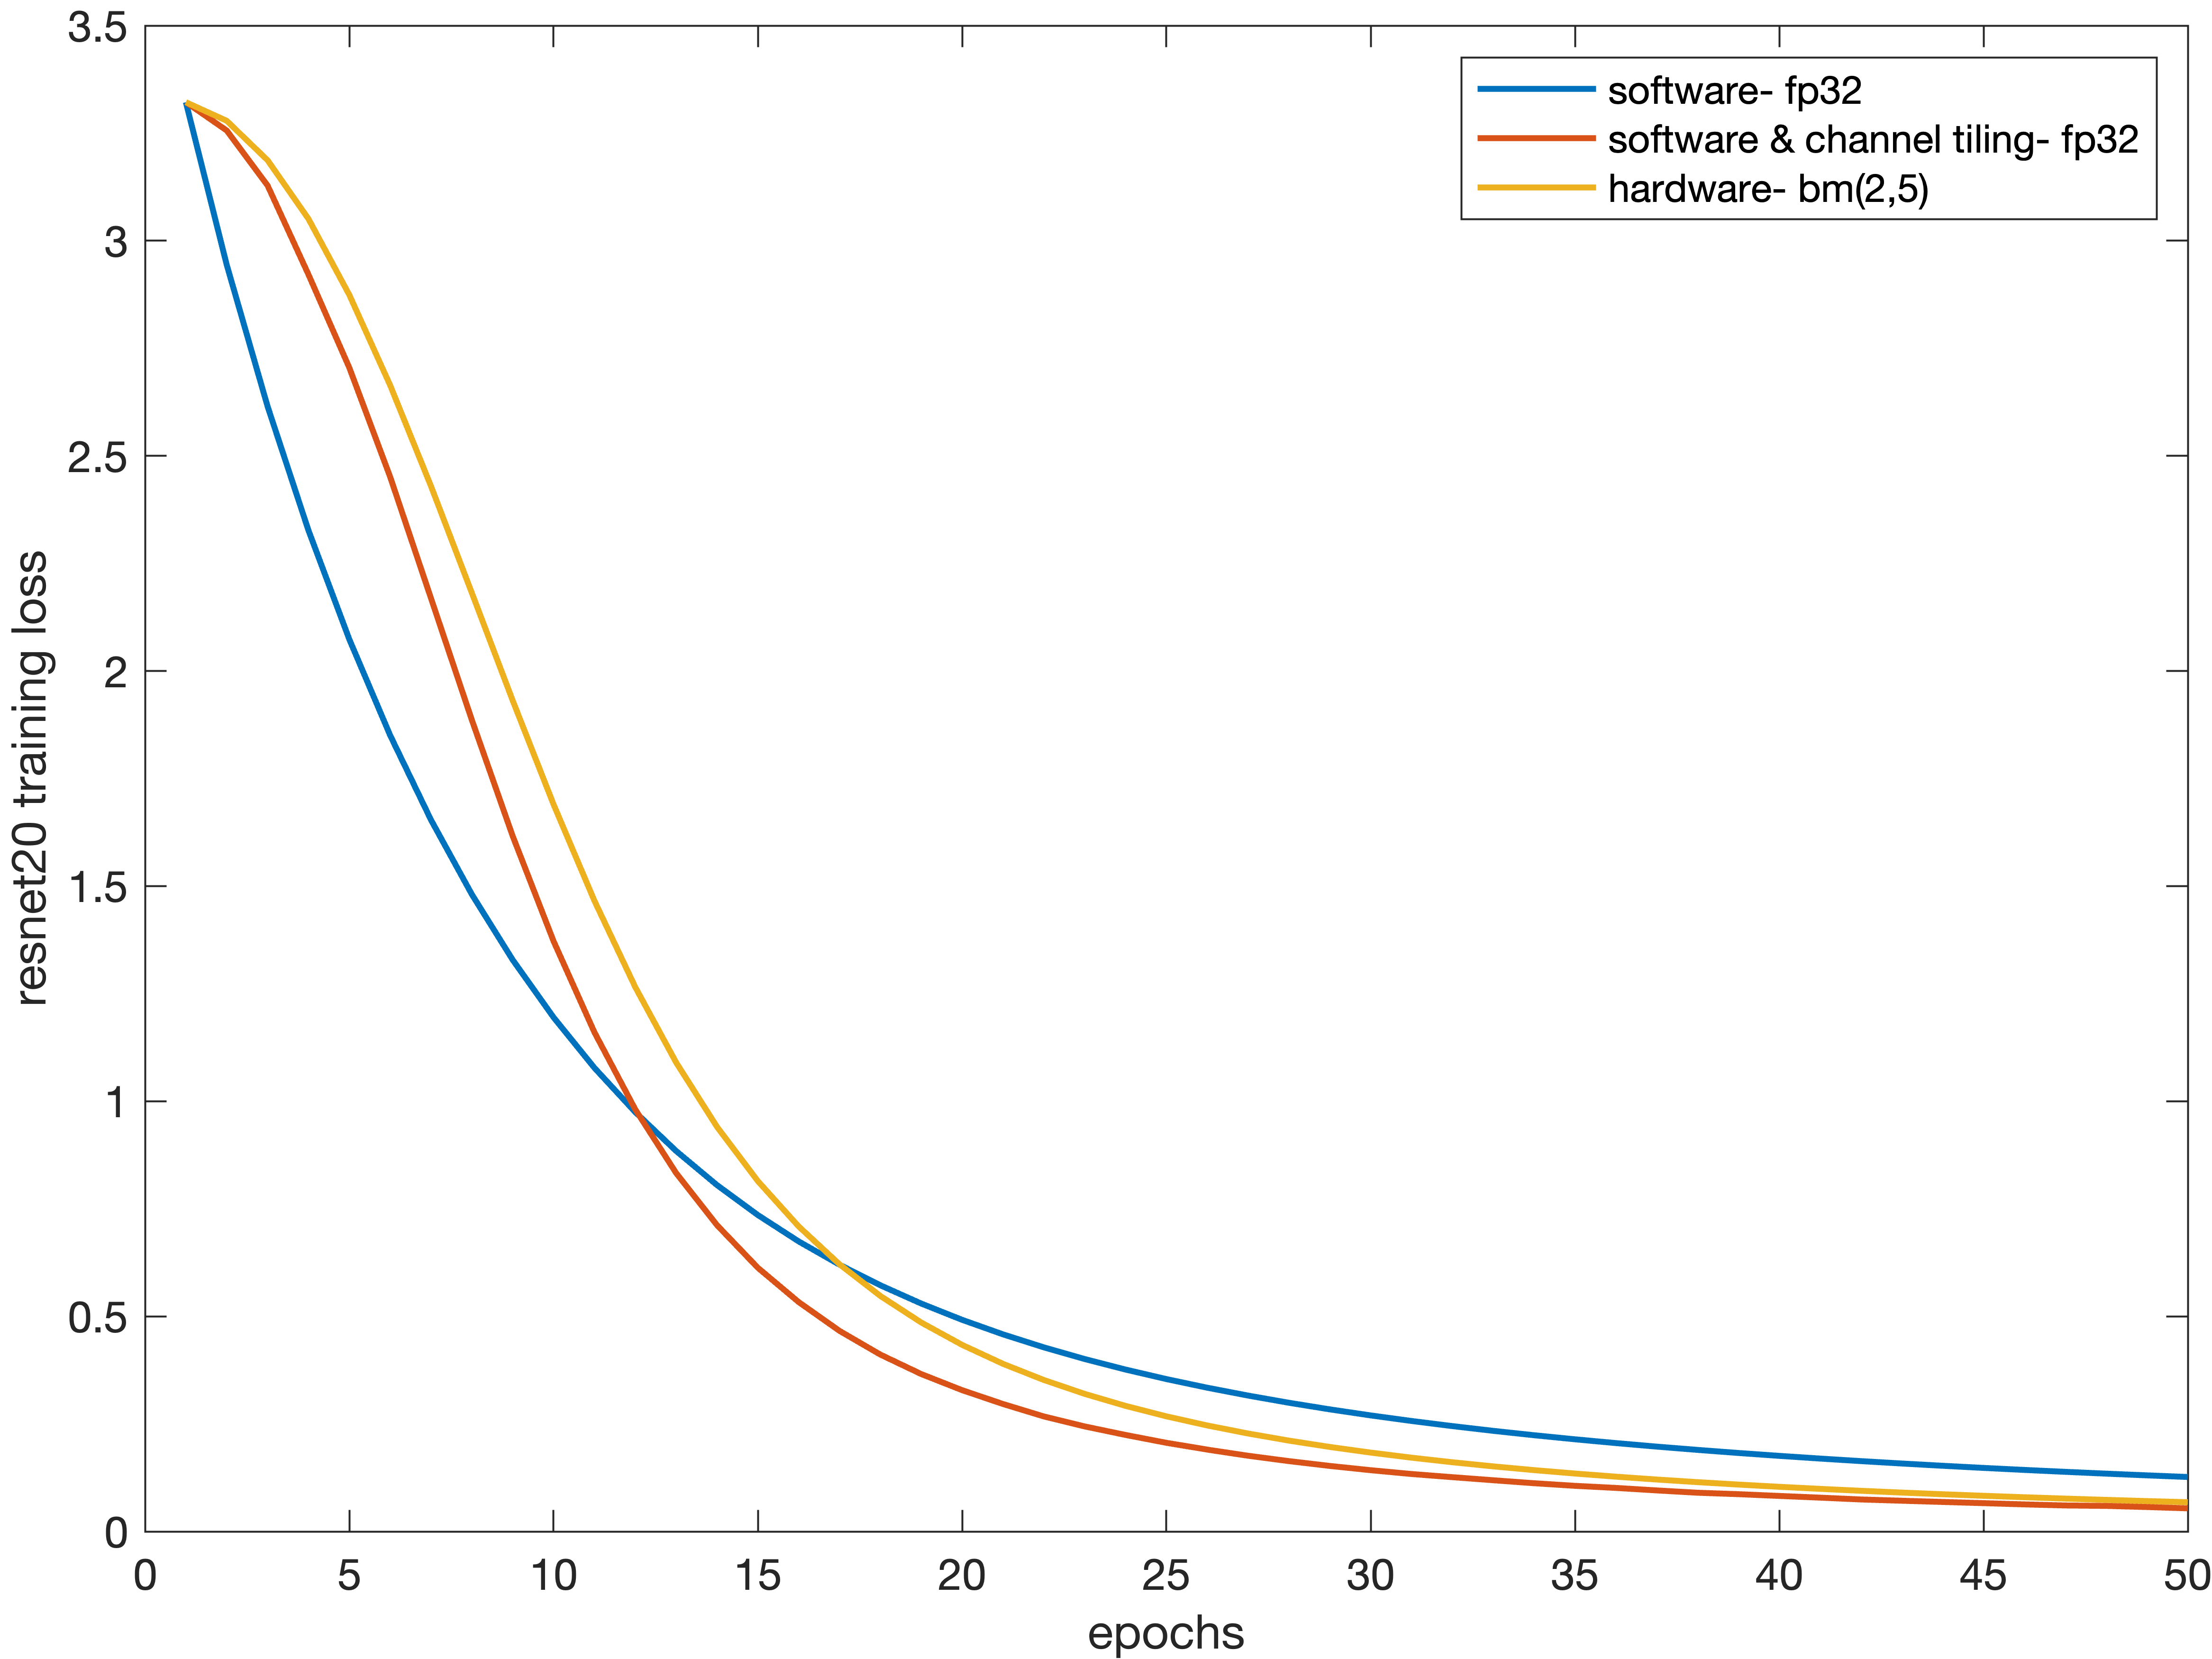 3.5
3
2.5
2
1.5
1
0.5
0
resnet20 training loss
software- fp32
software & channel tiling- fp32
hardware- bm(2,5)
0 5 10 15 20 25 30 35 40 45 50
epochs